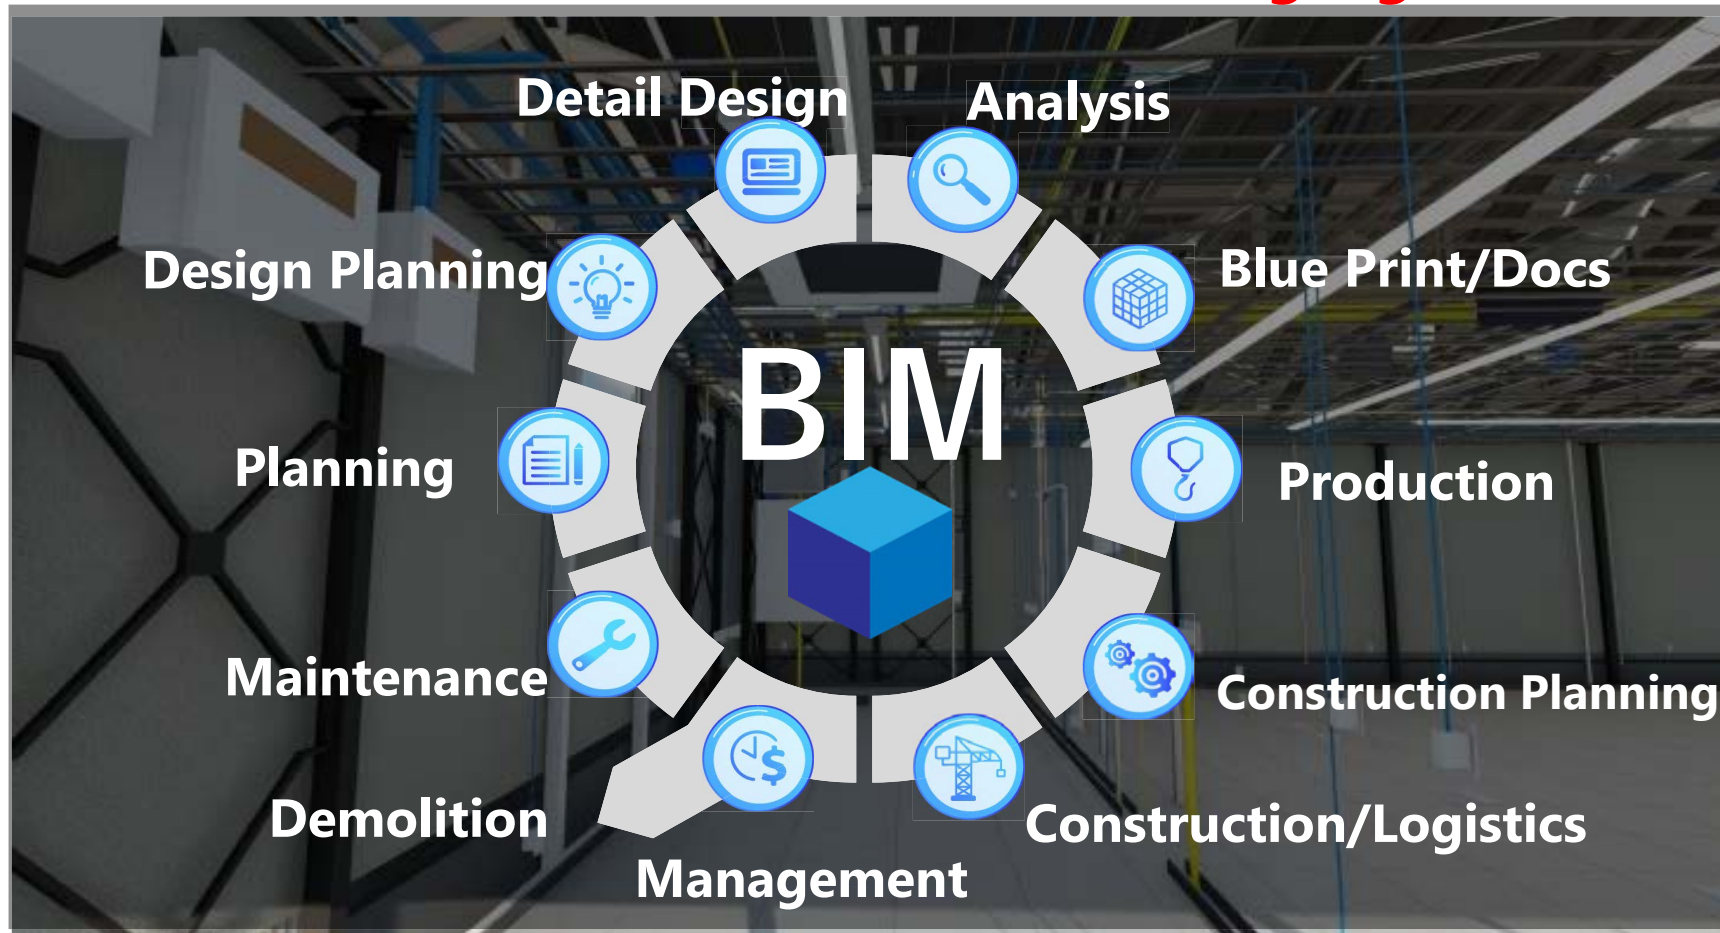 Detail Design
Analysis
Design Planning
Blue Print/Docs
BIM
Planning
Production
Maintenance
Construction Planning
Demolition
Construction/Logistics
Management